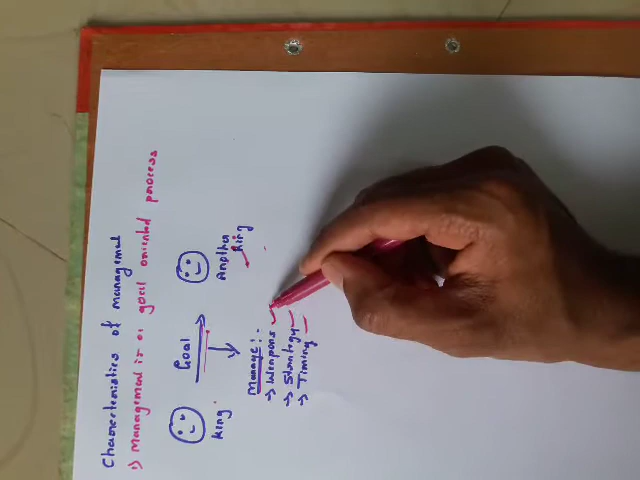 Characteristics of management
1) Management is a goal oriented process
Goal
king
Another
king
Manage :-
→ Weapons
→ Strategy
→ Timing